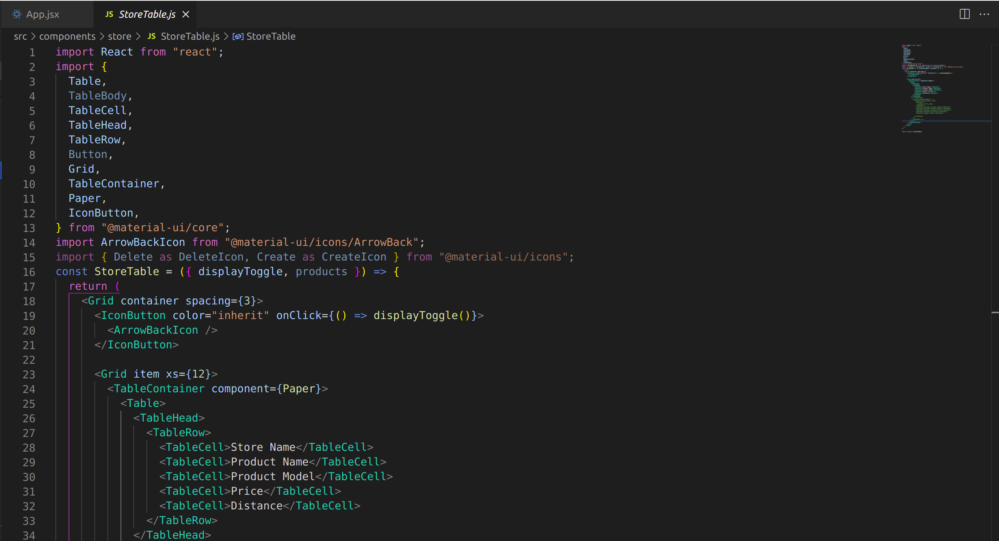 App.jsx
JS StoreTable.js
src > components > store > JS StoreTable.js > StoreTable
1 import React from "react";
2 import {
3   Table,
4   TableBody,
5   TableCell,
6   TableHead,
7   TableRow,
8   Button,
9   Grid,
10   TableContainer,
11   Paper,
12   IconButton,
13 } from "@material-ui/core";
14 import ArrowBackIcon from "@material-ui/icons/ArrowBack";
15 import { Delete as DeleteIcon, Create as CreateIcon } from "@material-ui/icons";
16 const StoreTable = ({ displayToggle, products }) => {
17   return (
18     <Grid container spacing={3}>
19       <IconButton color="inherit" onClick={() => displayToggle()}>
20         <ArrowBackIcon />
21       </IconButton>
22
23       <Grid item xs={12}>
24         <TableContainer component={Paper}>
25           <Table>
26             <TableHead>
27               <TableRow>
28                 <TableCell>Store Name</TableCell>
29                 <TableCell>Product Name</TableCell>
30                 <TableCell>Product Model</TableCell>
31                 <TableCell>Price</TableCell>
32                 <TableCell>Distance</TableCell>
33               </TableRow>
34             </TableHead>